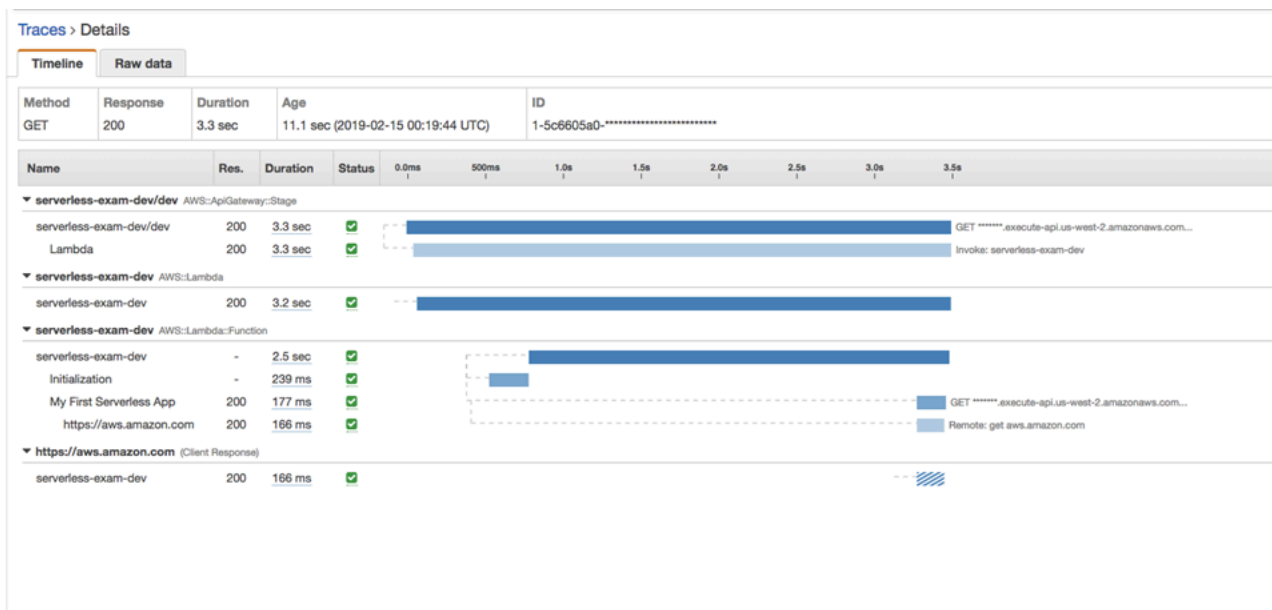 Traces > Details
Timeline Raw data
Method Response Duration Age ID
GET 200 3.3 sec 11.1 sec (2019-02-15 00:19:44 UTC) 1-5c6605a0-************************
Name Res. Duration Status 0.0ms 500ms 1.0s 1.5s 2.0s 2.5s 3.0s 3.5s
serverless-exam-dev/dev AWS::ApiGateway::Stage
serverless-exam-dev/dev 200 3.3 sec GET *******.execute-api.us-west-2.amazonaws.com...
Lambda 200 3.3 sec Invoke: serverless-exam-dev
serverless-exam-dev AWS::Lambda
serverless-exam-dev 200 3.2 sec
serverless-exam-dev AWS::Lambda::Function
serverless-exam-dev - 2.5 sec
Initialization - 239 ms
My First Serverless App 200 177 ms GET *******.execute-api.us-west-2.amazonaws.com...
https://aws.amazon.com 200 166 ms Remote: get aws.amazon.com
https://aws.amazon.com (Client Response)
serverless-exam-dev 200 166 ms